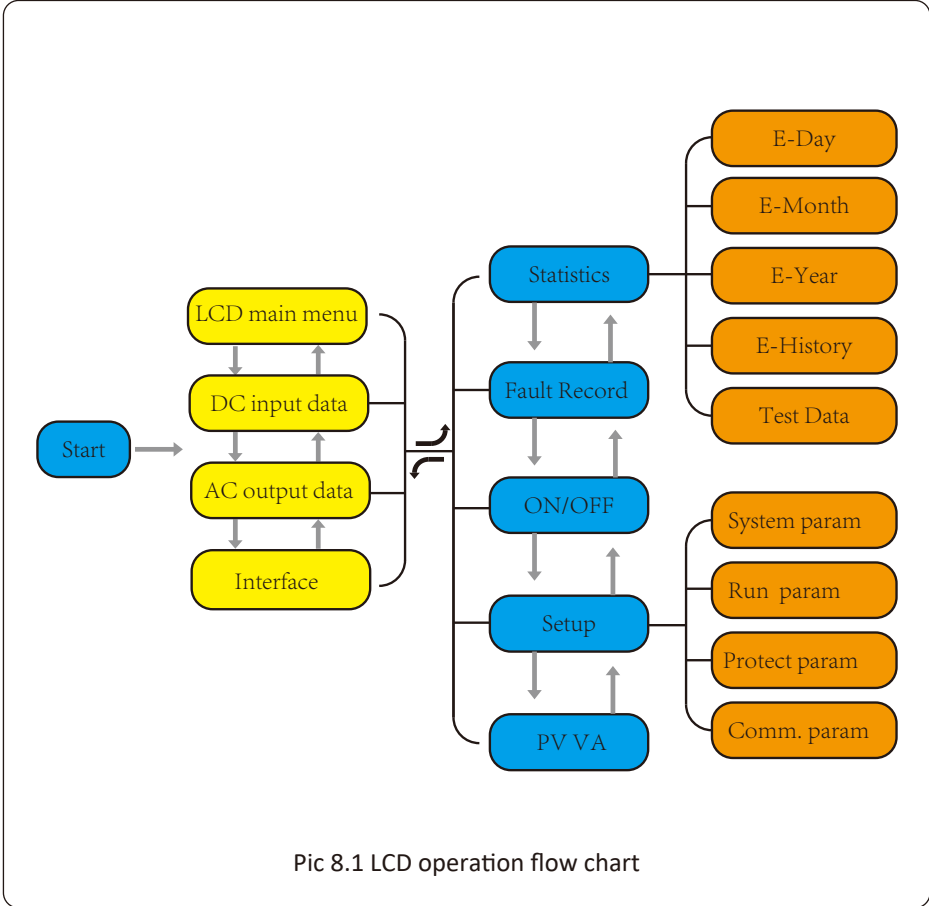 Start
LCD main menu
DC input data
AC output data
Interface
Statistics
Fault Record
ON/OFF
Setup
PV VA
E-Day
E-Month
E-Year
E-History
Test Data
System param
Run param
Protect param
Comm. param
Pic 8.1 LCD operation flow chart